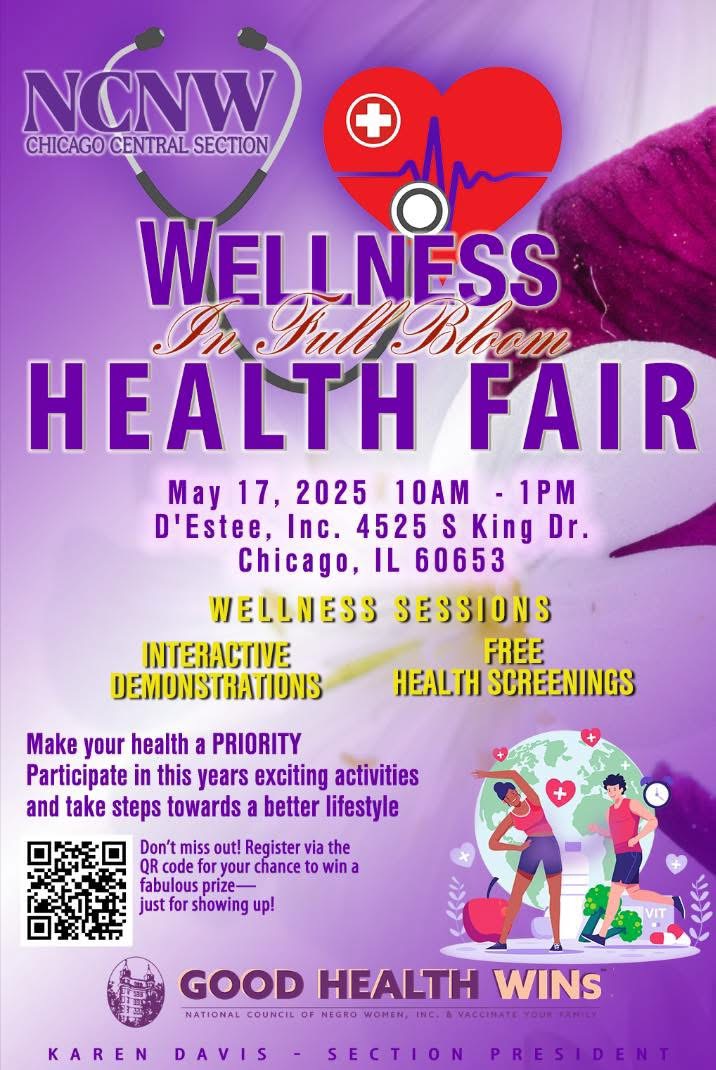 NCNW
CHICAGO CENTRAL SECTION
WELLNESS
In Full Bloom
HEALTH FAIR
May 17, 2025 10AM - 1PM
D'Estee, Inc. 4525 S King Dr.
Chicago, IL 60653
WELLNESS SESSIONS
INTERACTIVE
DEMONSTRATIONS
FREE
HEALTH SCREENINGS
Make your health a PRIORITY
Participate in this years exciting activities
and take steps towards a better lifestyle
Don't miss out! Register via the
QR code for your chance to win a
fabulous prize—
just for showing up!
VIT
GOOD HEALTH WINs
NATIONAL COUNCIL OF NEGRO WOMEN, INC. & VACCINATE YOUR FAMILY
KAREN DAVIS - SECTION PRESIDENT